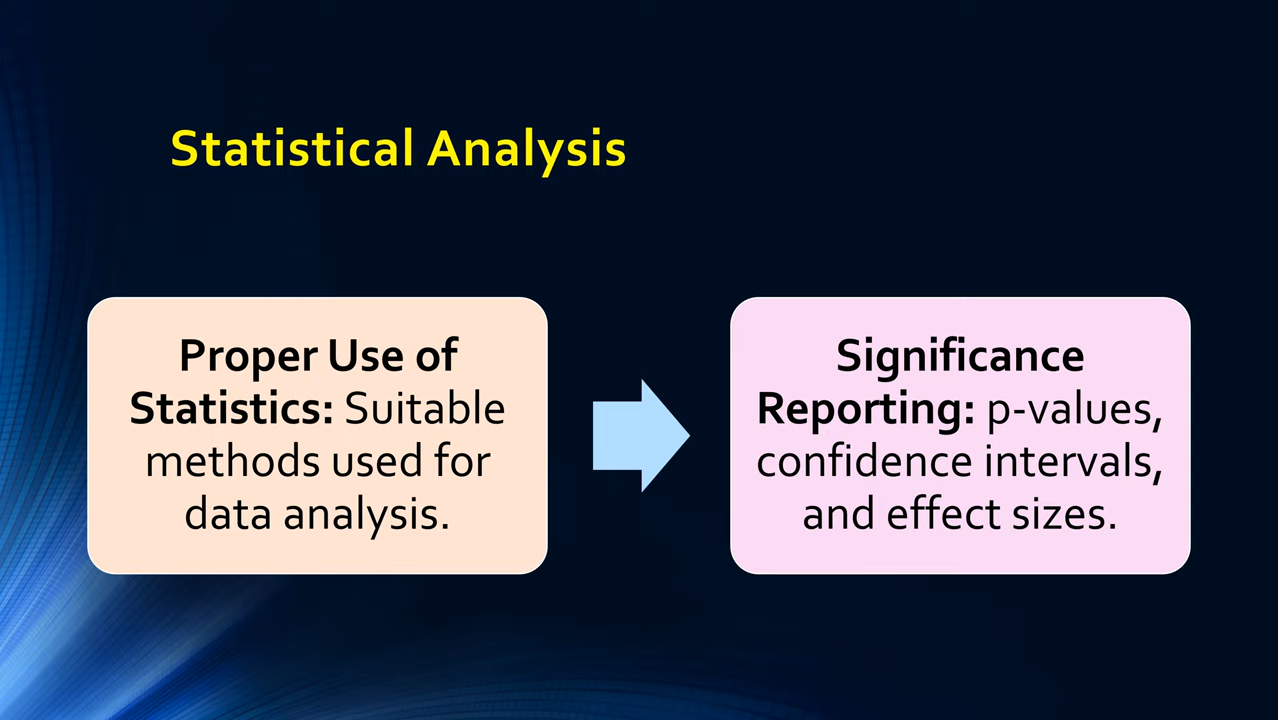 Statistical Analysis
Proper Use of
Statistics: Suitable
methods used for
data analysis.
Significance
Reporting: p-values,
confidence intervals,
and effect sizes.